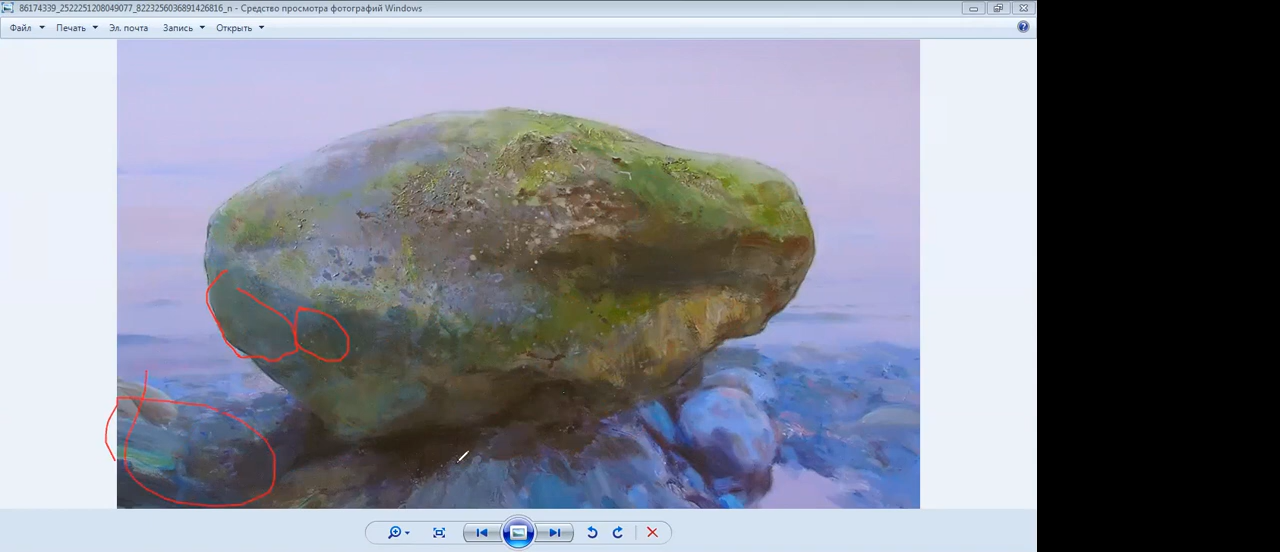 86174339_2522251208049077_8223256036891426816_n - Средство просмотра фотографий Windows
Файл Печать Эл. почта Запись Открыть